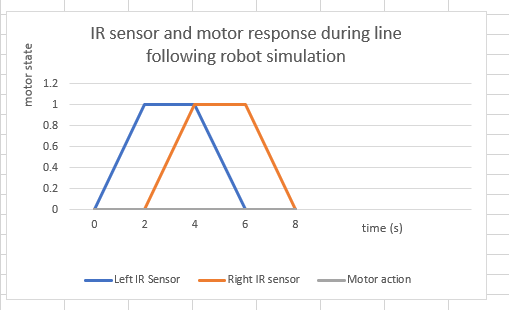 IR sensor and motor response during line
following robot simulation
motor state
1.2
1
0.8
0.6
0.4
0.2
0
0 2 4 6 8
time (s)
Left IR Sensor Right IR sensor Motor action